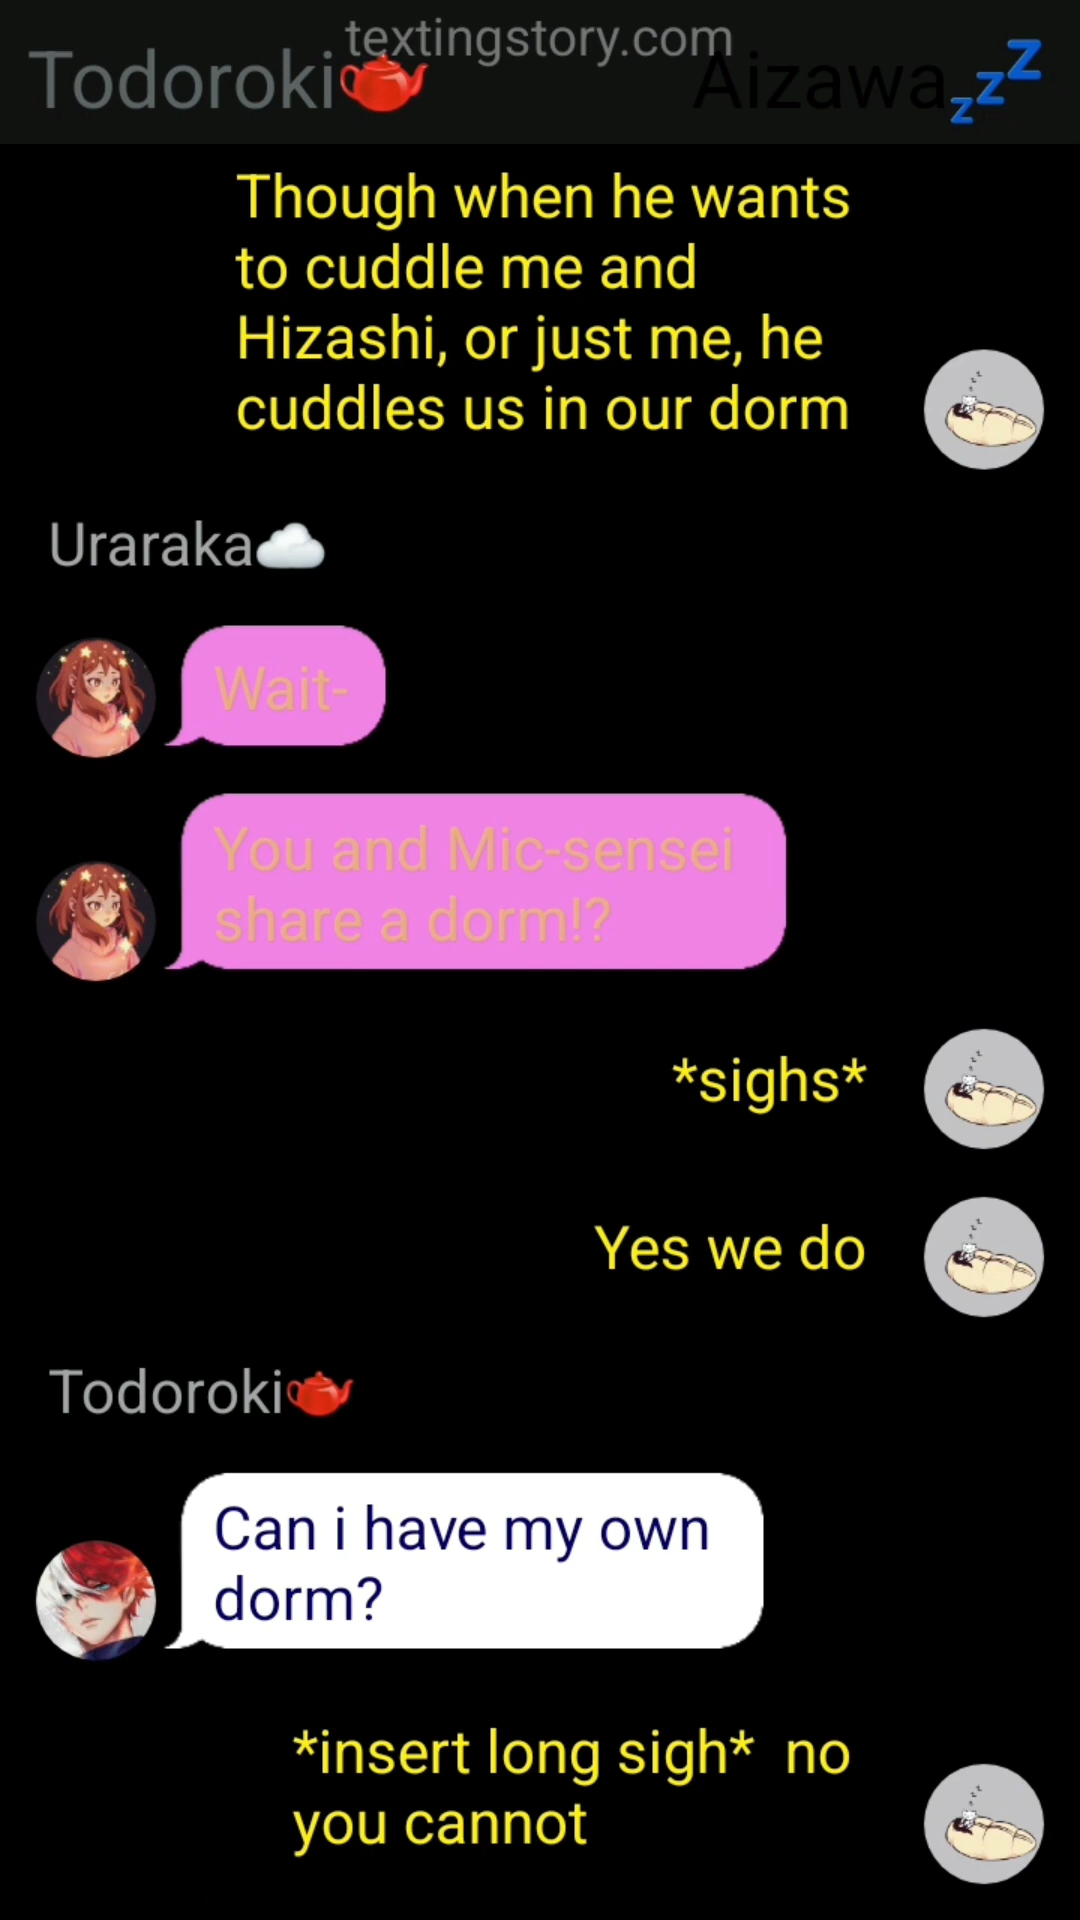 textingstory.com
Todoroki🫖 Aizawa💤
Though when he wants
to cuddle me and
Hizashi, or just me, he
cuddles us in our dorm
Uraraka☁️
Wait-
You and Mic-sensei
share a dorm!?
*sighs*
Yes we do
Todoroki🫖
Can i have my own
dorm?
*insert long sigh*  no
you cannot